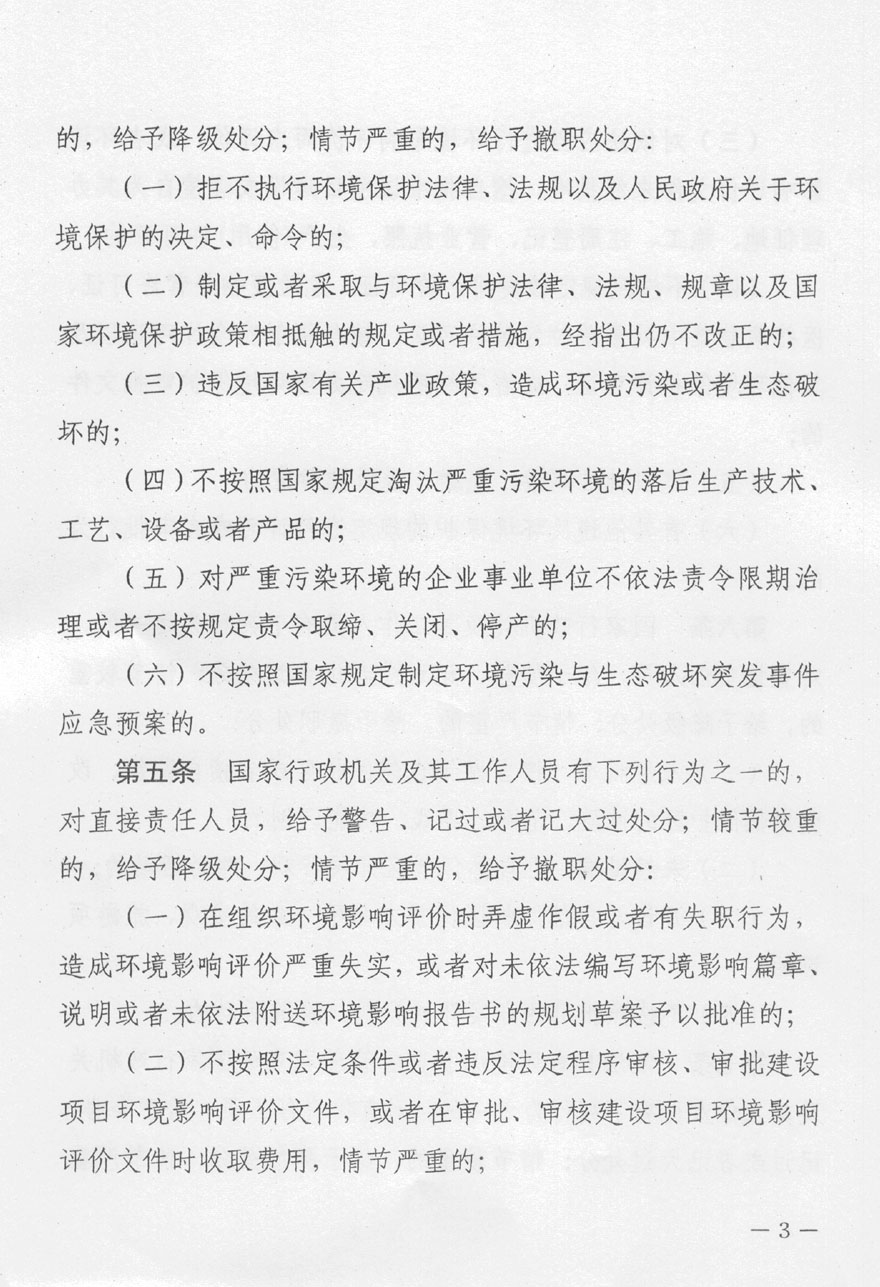 的，给予降级处分；情节严重的，给予撤职处分：
（一）拒不执行环境保护法律、法规以及人民政府关于环
境保护的决定、命令的；
（二）制定或者采取与环境保护法律、法规、规章以及国
家环境保护政策相抵触的规定或者措施，经指出仍不改正的；
（三）违反国家有关产业政策，造成环境污染或者生态破
坏的；
（四）不按照国家规定淘汰严重污染环境的落后生产技术、
工艺、设备或者产品的；
（五）对严重污染环境的企业事业单位不依法责令限期治
理或者不按规定责令取缔、关闭、停产的；
（六）不按照国家规定制定环境污染与生态破坏突发事件
应急预案的。
第五条　国家行政机关及其工作人员有下列行为之一的，
对直接责任人员，给予警告、记过或者记大过处分；情节较重
的，给予降级处分；情节严重的，给予撤职处分：
（一）在组织环境影响评价时弄虚作假或者有失职行为，
造成环境影响评价严重失实，或者对未依法编写环境影响篇章、
说明或者未依法附送环境影响报告书的规划草案予以批准的；
（二）不按照法定条件或者违反法定程序审核、审批建设
项目环境影响评价文件，或者在审批、审核建设项目环境影响
评价文件时收取费用，情节严重的；
— 3 —